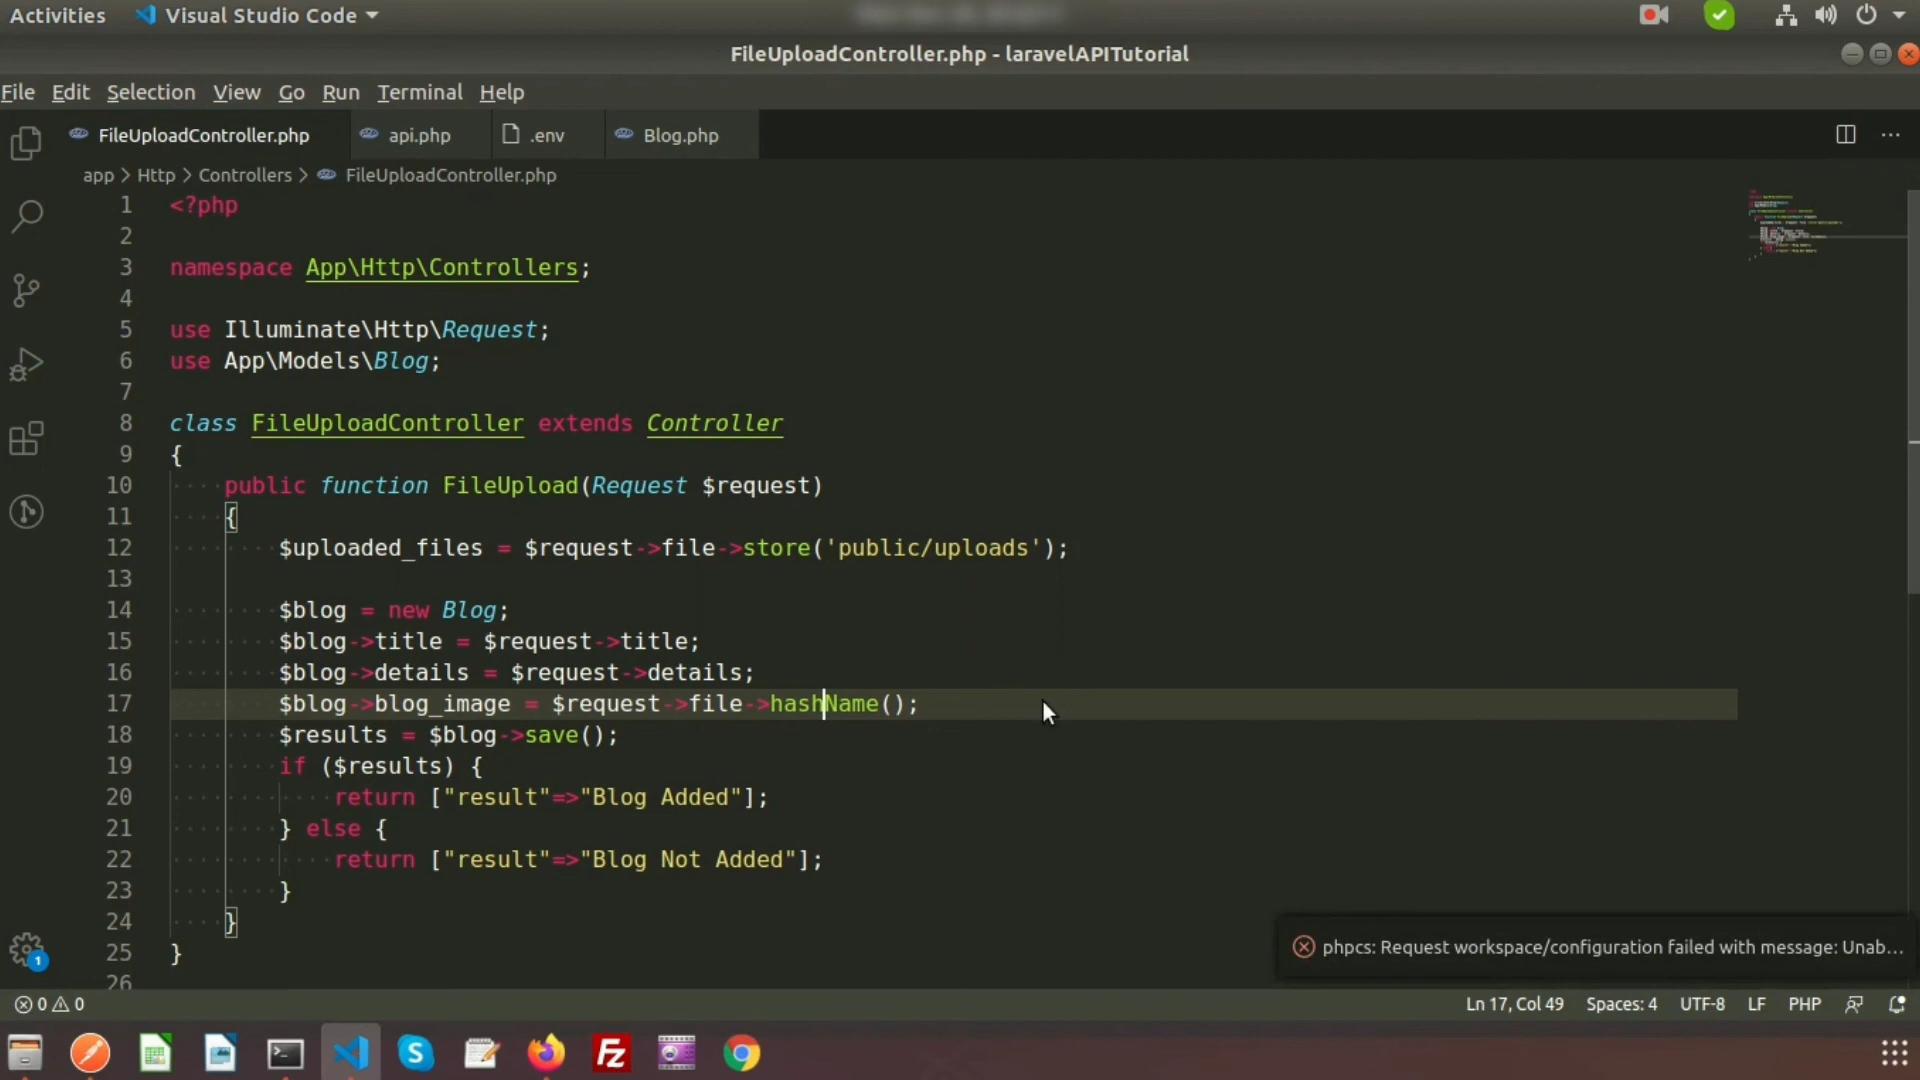 Activities Visual Studio Code
FileUploadController.php - laravelAPITutorial
File Edit Selection View Go Run Terminal Help
FileUploadController.php api.php .env Blog.php
app > Http > Controllers > FileUploadController.php
1 <?php
2
3 namespace App\Http\Controllers;
4
5 use Illuminate\Http\Request;
6 use App\Models\Blog;
7
8 class FileUploadController extends Controller
9 {
10 public function FileUpload(Request $request)
11 {
12 $uploaded_files = $request->file->store('public/uploads');
13
14 $blog = new Blog;
15 $blog->title = $request->title;
16 $blog->details = $request->details;
17 $blog->blog_image = $request->file->hashName();
18 $results = $blog->save();
19 if ($results) {
20 return ["result"=>"Blog Added"];
21 } else {
22 return ["result"=>"Blog Not Added"];
23 }
24 }
25 }
26
phpcs: Request workspace/configuration failed with message: Unab...
1
0 0 Ln 17, Col 49 Spaces: 4 UTF-8 LF PHP